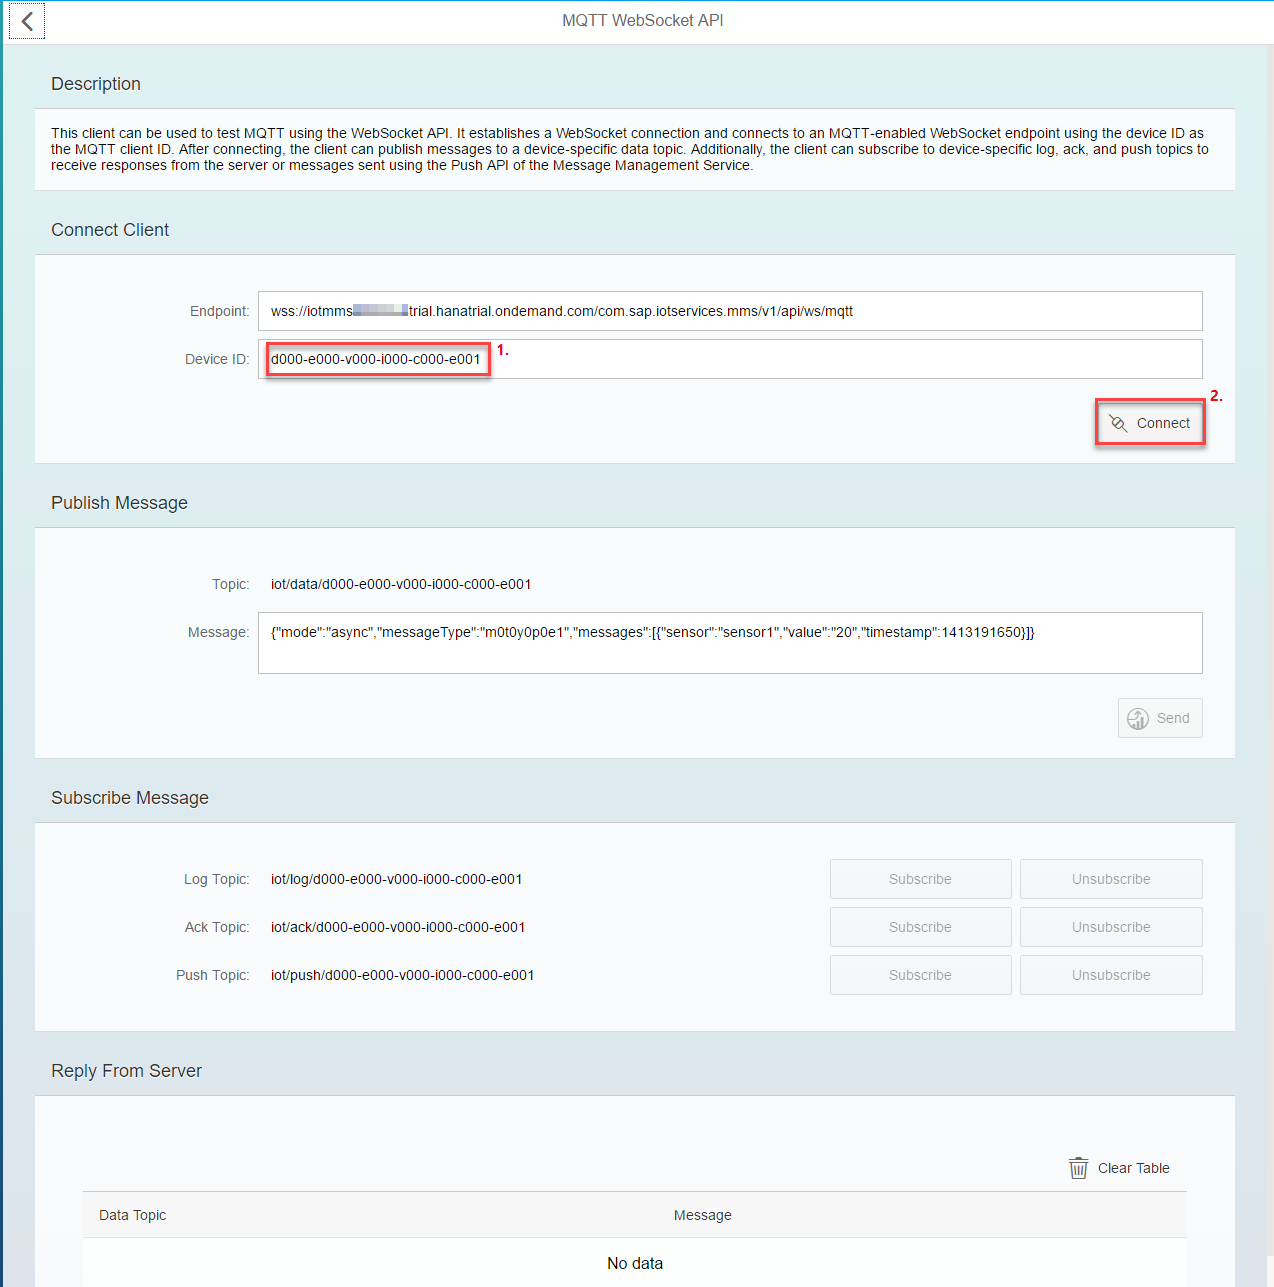 MQTT WebSocket API
Description
This client can be used to test MQTT using the WebSocket API. It establishes a WebSocket connection and connects to an MQTT-enabled WebSocket endpoint using the device ID as
the MQTT client ID. After connecting, the client can publish messages to a device-specific data topic. Additionally, the client can subscribe to device-specific log, ack, and push topics to
receive responses from the server or messages sent using the Push API of the Message Management Service.
Connect Client
Endpoint: wss://iotmms trial.hanatrial.ondemand.com/com.sap.iotservices.mms/v1/api/ws/mqtt
Device ID: d000-e000-v000-i000-c000-e001 1.
2.
Connect
Publish Message
Topic: iot/data/d000-e000-v000-i000-c000-e001
Message: {"mode":"async","messageType":"m0t0y0p0e1","messages":[{"sensor":"sensor1","value":"20","timestamp":1413191650}]}
Send
Subscribe Message
Log Topic: iot/log/d000-e000-v000-i000-c000-e001 Subscribe Unsubscribe
Ack Topic: iot/ack/d000-e000-v000-i000-c000-e001 Subscribe Unsubscribe
Push Topic: iot/push/d000-e000-v000-i000-c000-e001 Subscribe Unsubscribe
Reply From Server
Clear Table
Data Topic Message
No data